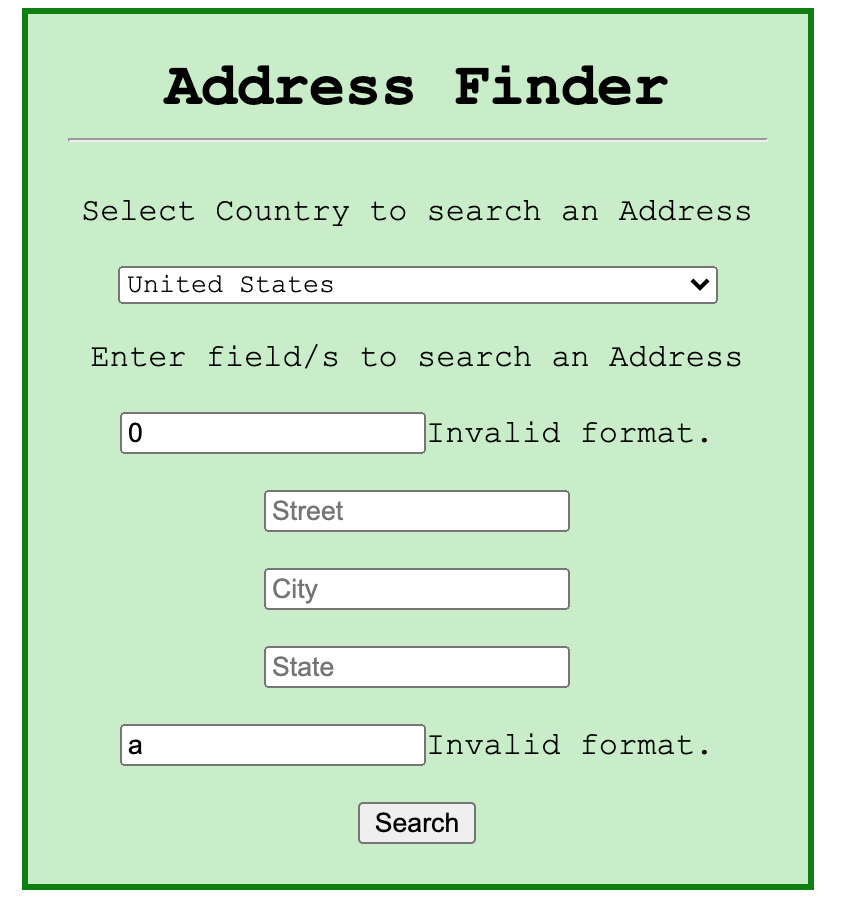 Address Finder
Select Country to search an Address
United States
Enter field/s to search an Address
0 Invalid format.
Street
City
State
a Invalid format.
Search